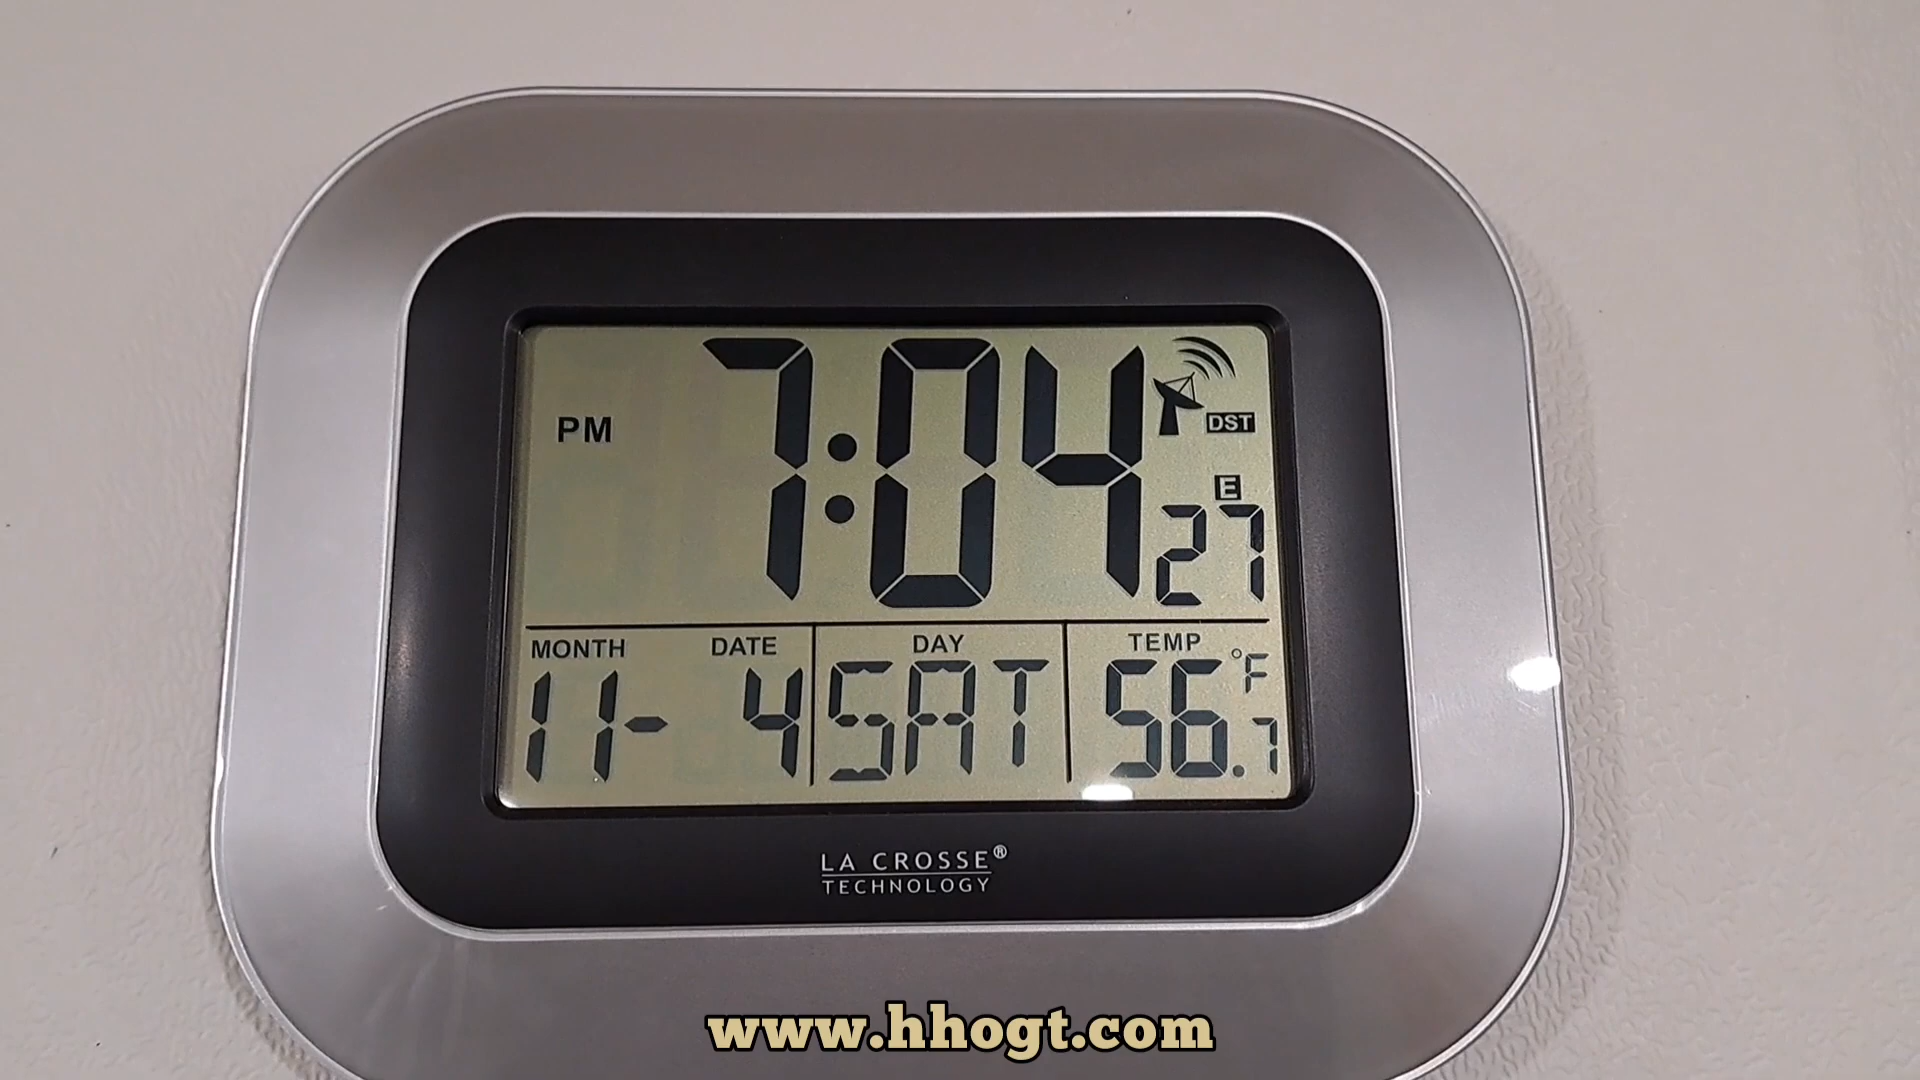 7:04 27
PM
DST
E
MONTH DATE DAY TEMP
11- 4 SAT 56.7 °F
LA CROSSE®
TECHNOLOGY
www.hhogt.com